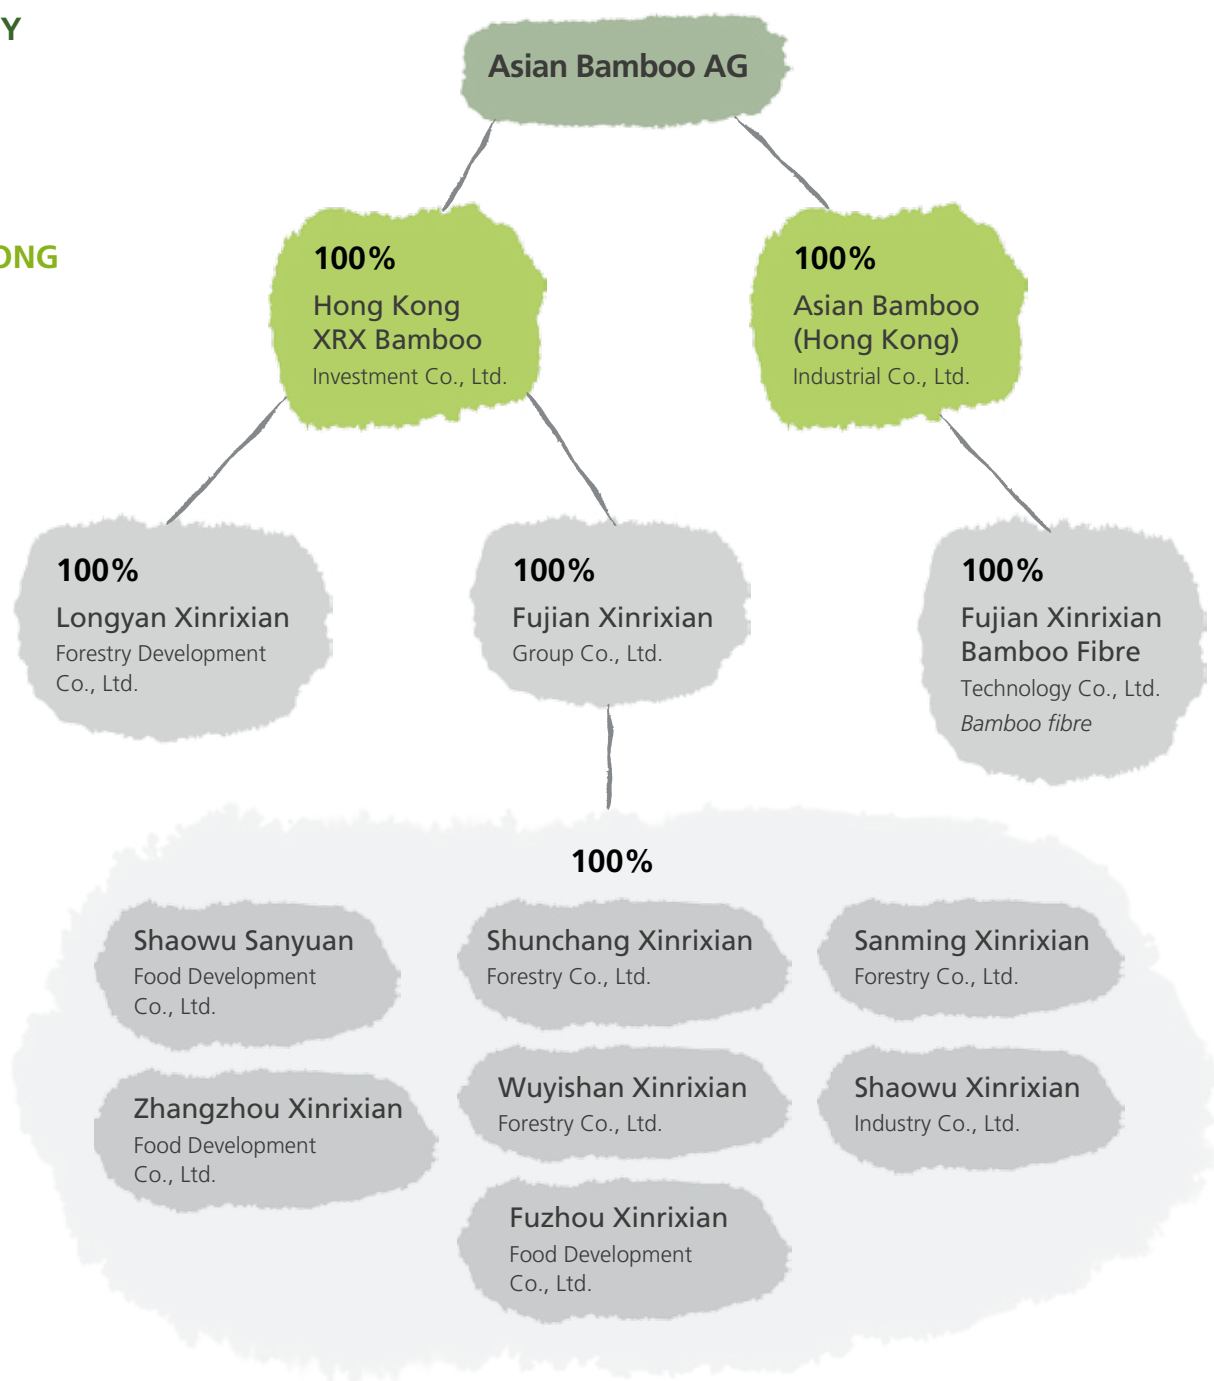 Y
Asian Bamboo AG
ONG
100%
Hong Kong
XRX Bamboo
Investment Co., Ltd.
100%
Asian Bamboo
(Hong Kong)
Industrial Co., Ltd.
100%
Longyan Xinrixian
Forestry Development
Co., Ltd.
100%
Fujian Xinrixian
Group Co., Ltd.
100%
Fujian Xinrixian
Bamboo Fibre
Technology Co., Ltd.
Bamboo fibre
100%
Shaowu Sanyuan
Food Development
Co., Ltd.
Shunchang Xinrixian
Forestry Co., Ltd.
Sanming Xinrixian
Forestry Co., Ltd.
Zhangzhou Xinrixian
Food Development
Co., Ltd.
Wuyishan Xinrixian
Forestry Co., Ltd.
Shaowu Xinrixian
Industry Co., Ltd.
Fuzhou Xinrixian
Food Development
Co., Ltd.